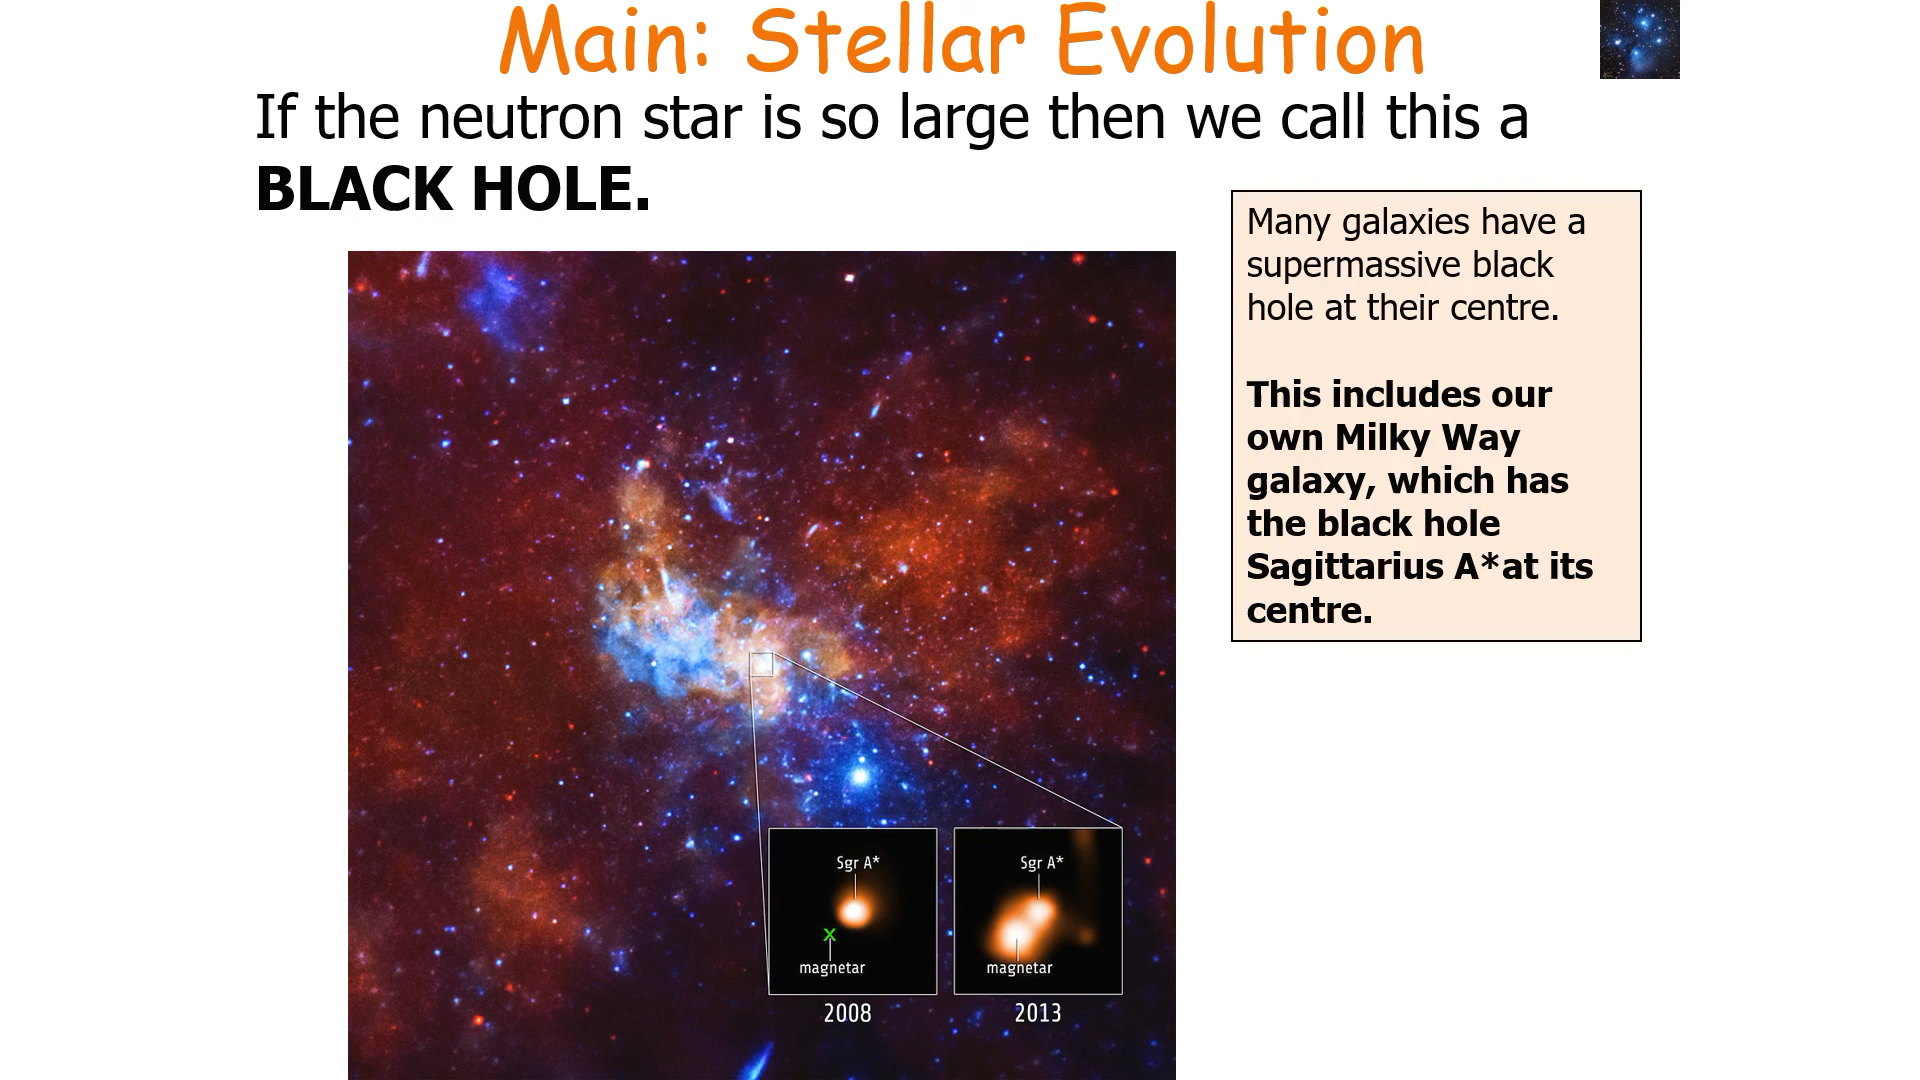 Main: Stellar Evolution
If the neutron star is so large then we call this a
BLACK HOLE.
Many galaxies have a
supermassive black
hole at their centre.
This includes our
own Milky Way
galaxy, which has
the black hole
Sagittarius A*at its
centre.
Sgr A*
x
magnetar
2008
Sgr A*
magnetar
2013